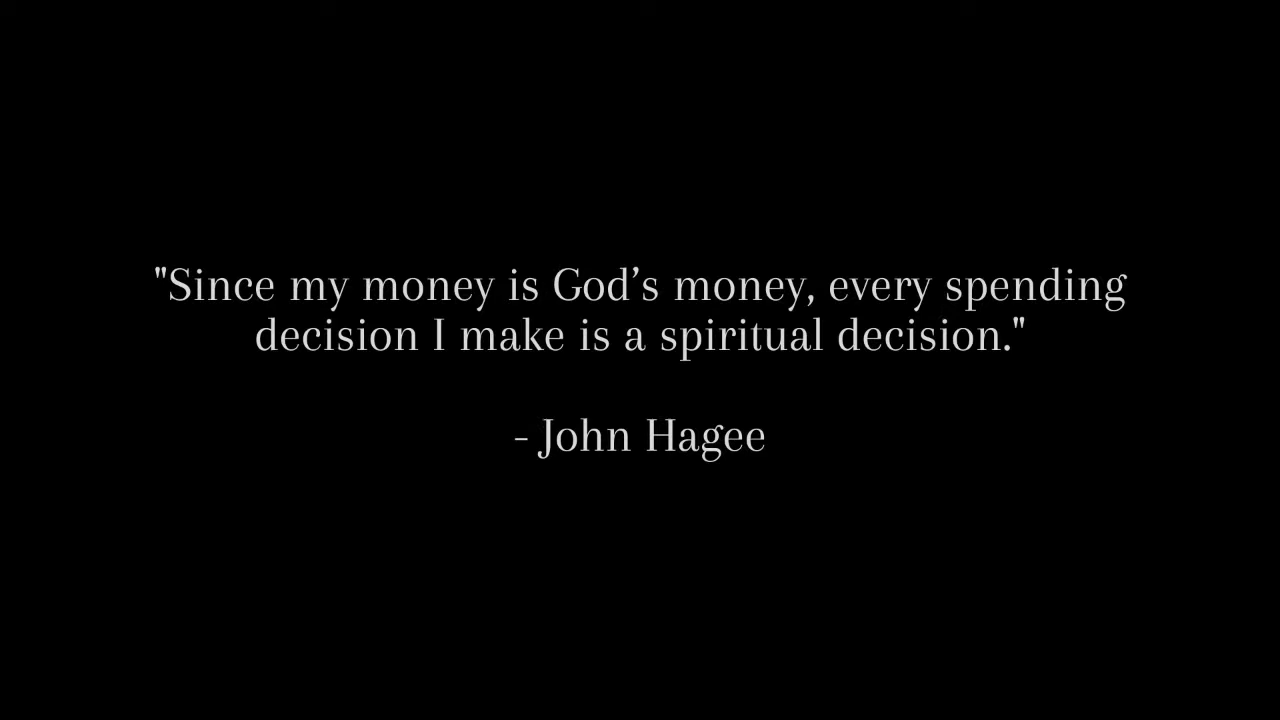 "Since my money is God’s money, every spending
decision I make is a spiritual decision."
- John Hagee